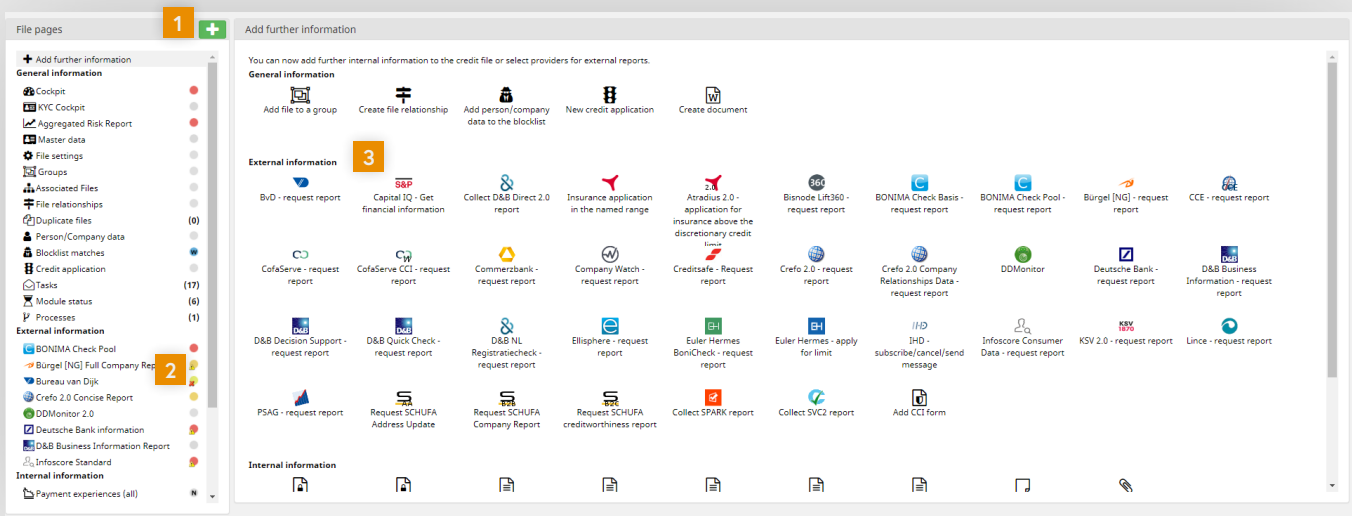 1
File pages
Add further information
Add further information
General information
Cockpit
KYC Cockpit
Aggregated Risk Report
Master data
File settings
Groups
Associated Files
File relationships
Duplicate files (0)
Person/Company data
Blocklist matches
Credit application
Tasks (17)
Module status (6)
Processes (1)
External information
BONIMA Check Pool
Bürgel [NG] Full Company Rep
2
Bureau van Dijk
Crefo 2.0 Concise Report
DDMonitor 2.0
Deutsche Bank information
D&B Business Information Report
Infoscore Standard
Internal information
Payment experiences (all) N
You can now add further internal information to the credit file or select providers for external reports.
General information
Add file to a group
Create file relationship
Add person/company
data to the blocklist
New credit application
W
Create document
External information
3
BvD - request report
S&P
Capital IQ - Get
financial information
Collect D&B Direct 2.0
report
Insurance application
in the named range
2.0
Atradius 2.0 -
application for
insurance above the
discretionary credit
limit
360
Bisnode Lift360 -
request report
C
BONIMA Check Basis -
request report
C
BONIMA Check Pool -
request report
Bürgel [NG] - request
report
CCE
CCE - request report
CofaServe - request
report
CofaServe CCI - request
report
Commerzbank -
request report
Company Watch -
request report
Creditsafe - Request
report
Crefo 2.0 - request
report
Crefo 2.0 Company
Relationships Data -
request report
DDMonitor
Deutsche Bank -
request report
D&B
D&B Business
Information - request
report
D&B
D&B Decision Support -
request report
D&B
D&B Quick Check -
request report
D&B NL
Registratiecheck -
request report
Ellisphere - request
report
EH
Euler Hermes
BoniCheck - request
report
EH
Euler Hermes - apply
for limit
IHD
IHD -
subscribe/cancel/send
message
Infoscore Consumer
Data - request report
KSV
1870
KSV 2.0 - request report
Lince - request report
PSAG - request report
AA
Request SCHUFA
Address Update
B2B
Request SCHUFA
Company Report
B2C
Request SCHUFA
creditworthiness report
Collect SPARK report
Collect SVC2 report
Add CCI form
Internal information